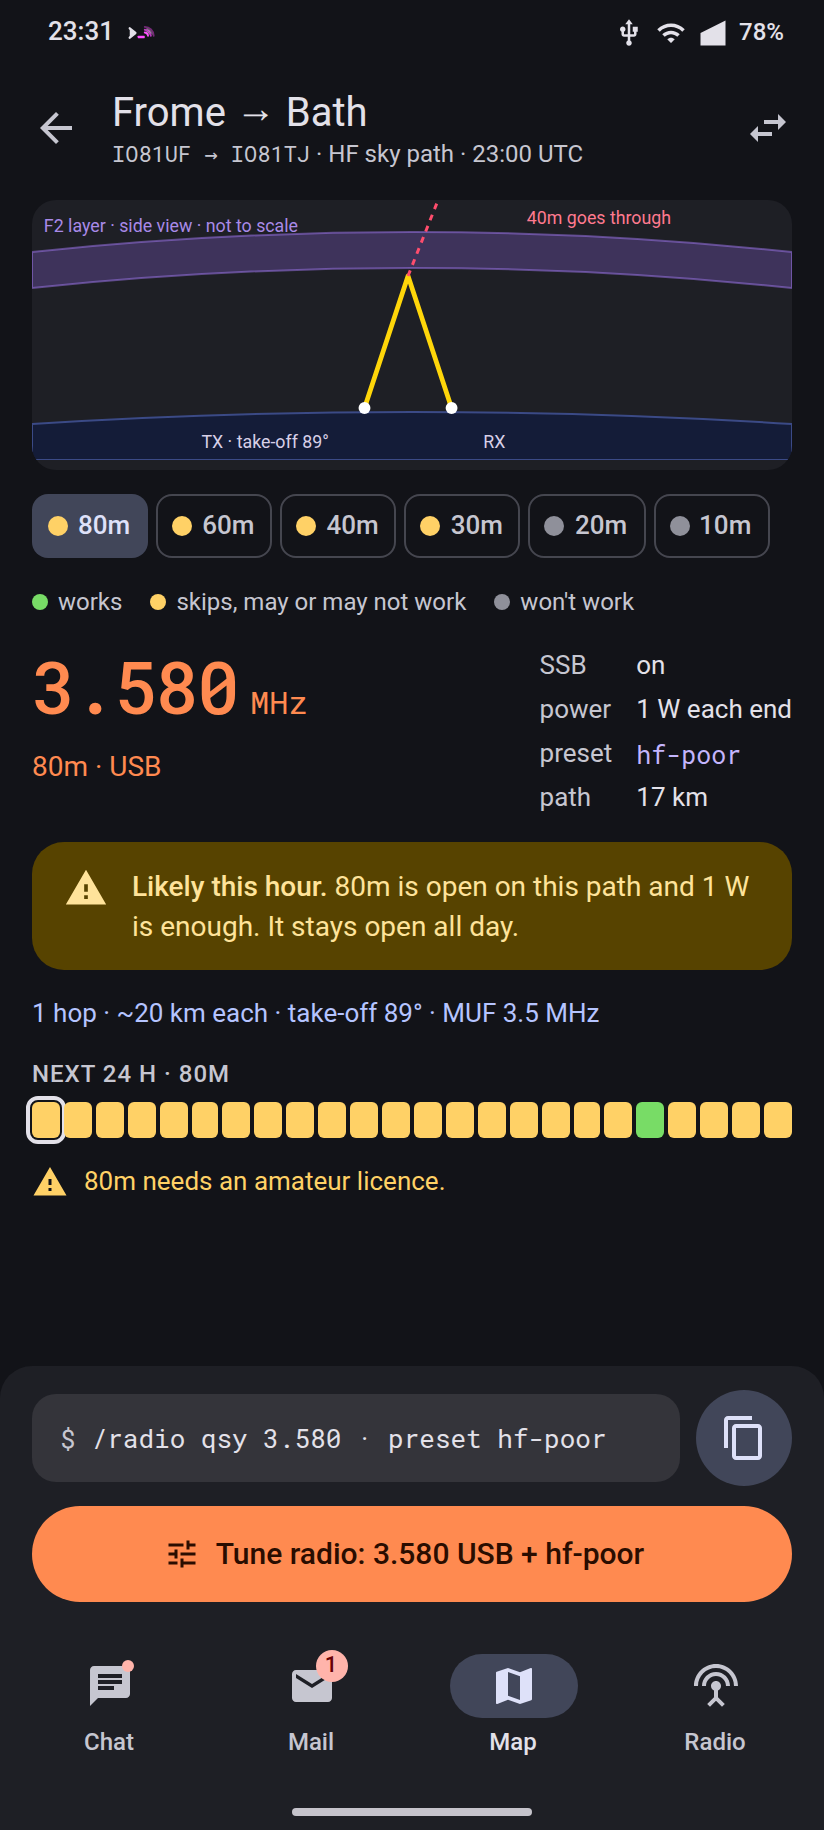 23:31
78%
Frome → Bath
IO81UF → IO81TJ · HF sky path · 23:00 UTC
F2 layer · side view · not to scale
40m goes through
TX · take-off 89°
RX
80m
60m
40m
30m
20m
10m
works
skips, may or may not work
won't work
3.580 MHz
80m · USB
SSB on
power 1 W each end
preset hf-poor
path 17 km
Likely this hour. 80m is open on this path and 1 W
is enough. It stays open all day.
1 hop · ~20 km each · take-off 89° · MUF 3.5 MHz
NEXT 24 H · 80M
80m needs an amateur licence.
$ /radio qsy 3.580 · preset hf-poor
Tune radio: 3.580 USB + hf-poor
1
Chat
Mail
Map
Radio